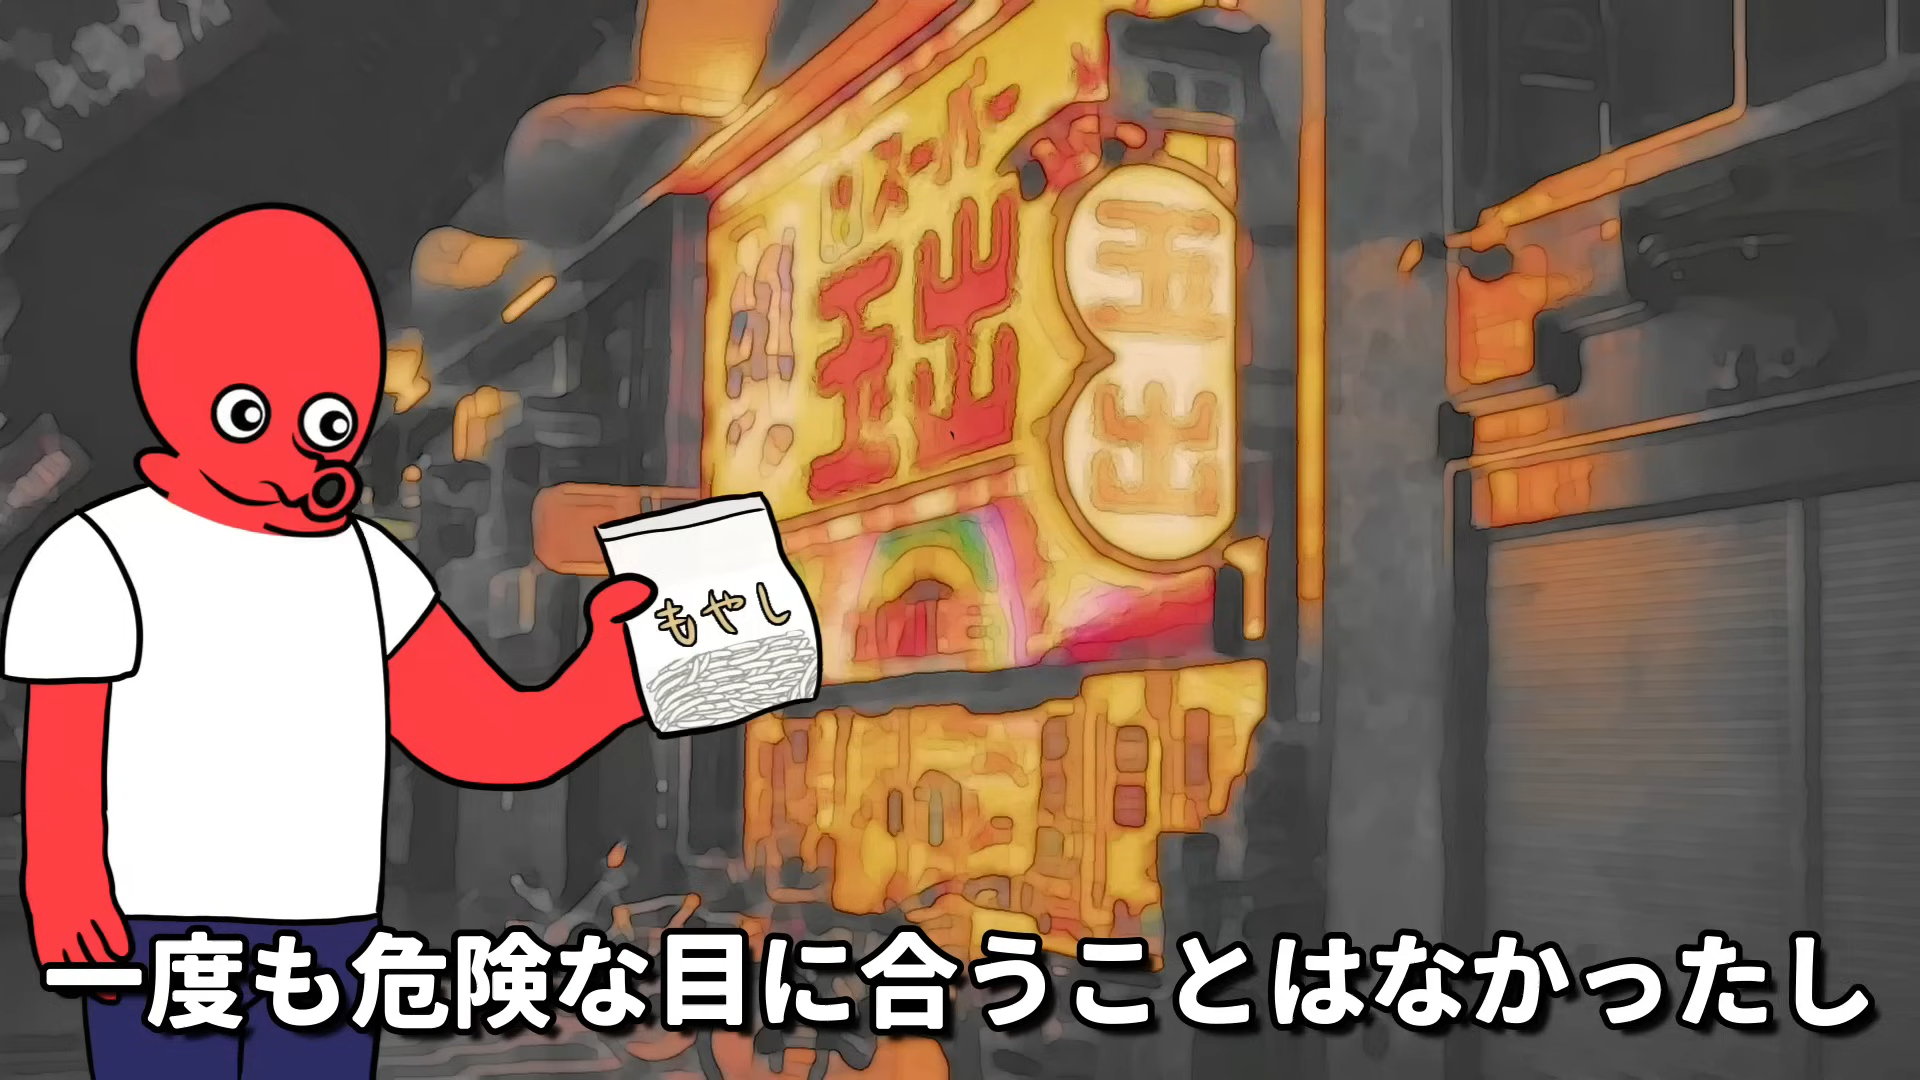 スーパー
玉出
玉出
もやし
一度も危険な目に合うことはなかったし